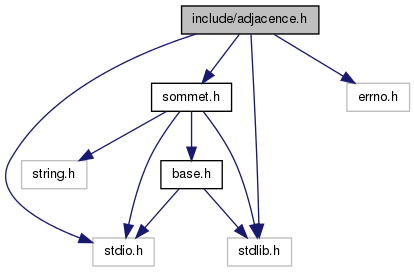 include/adjacence.h
sommet.h
errno.h
string.h
base.h
stdio.h
stdlib.h